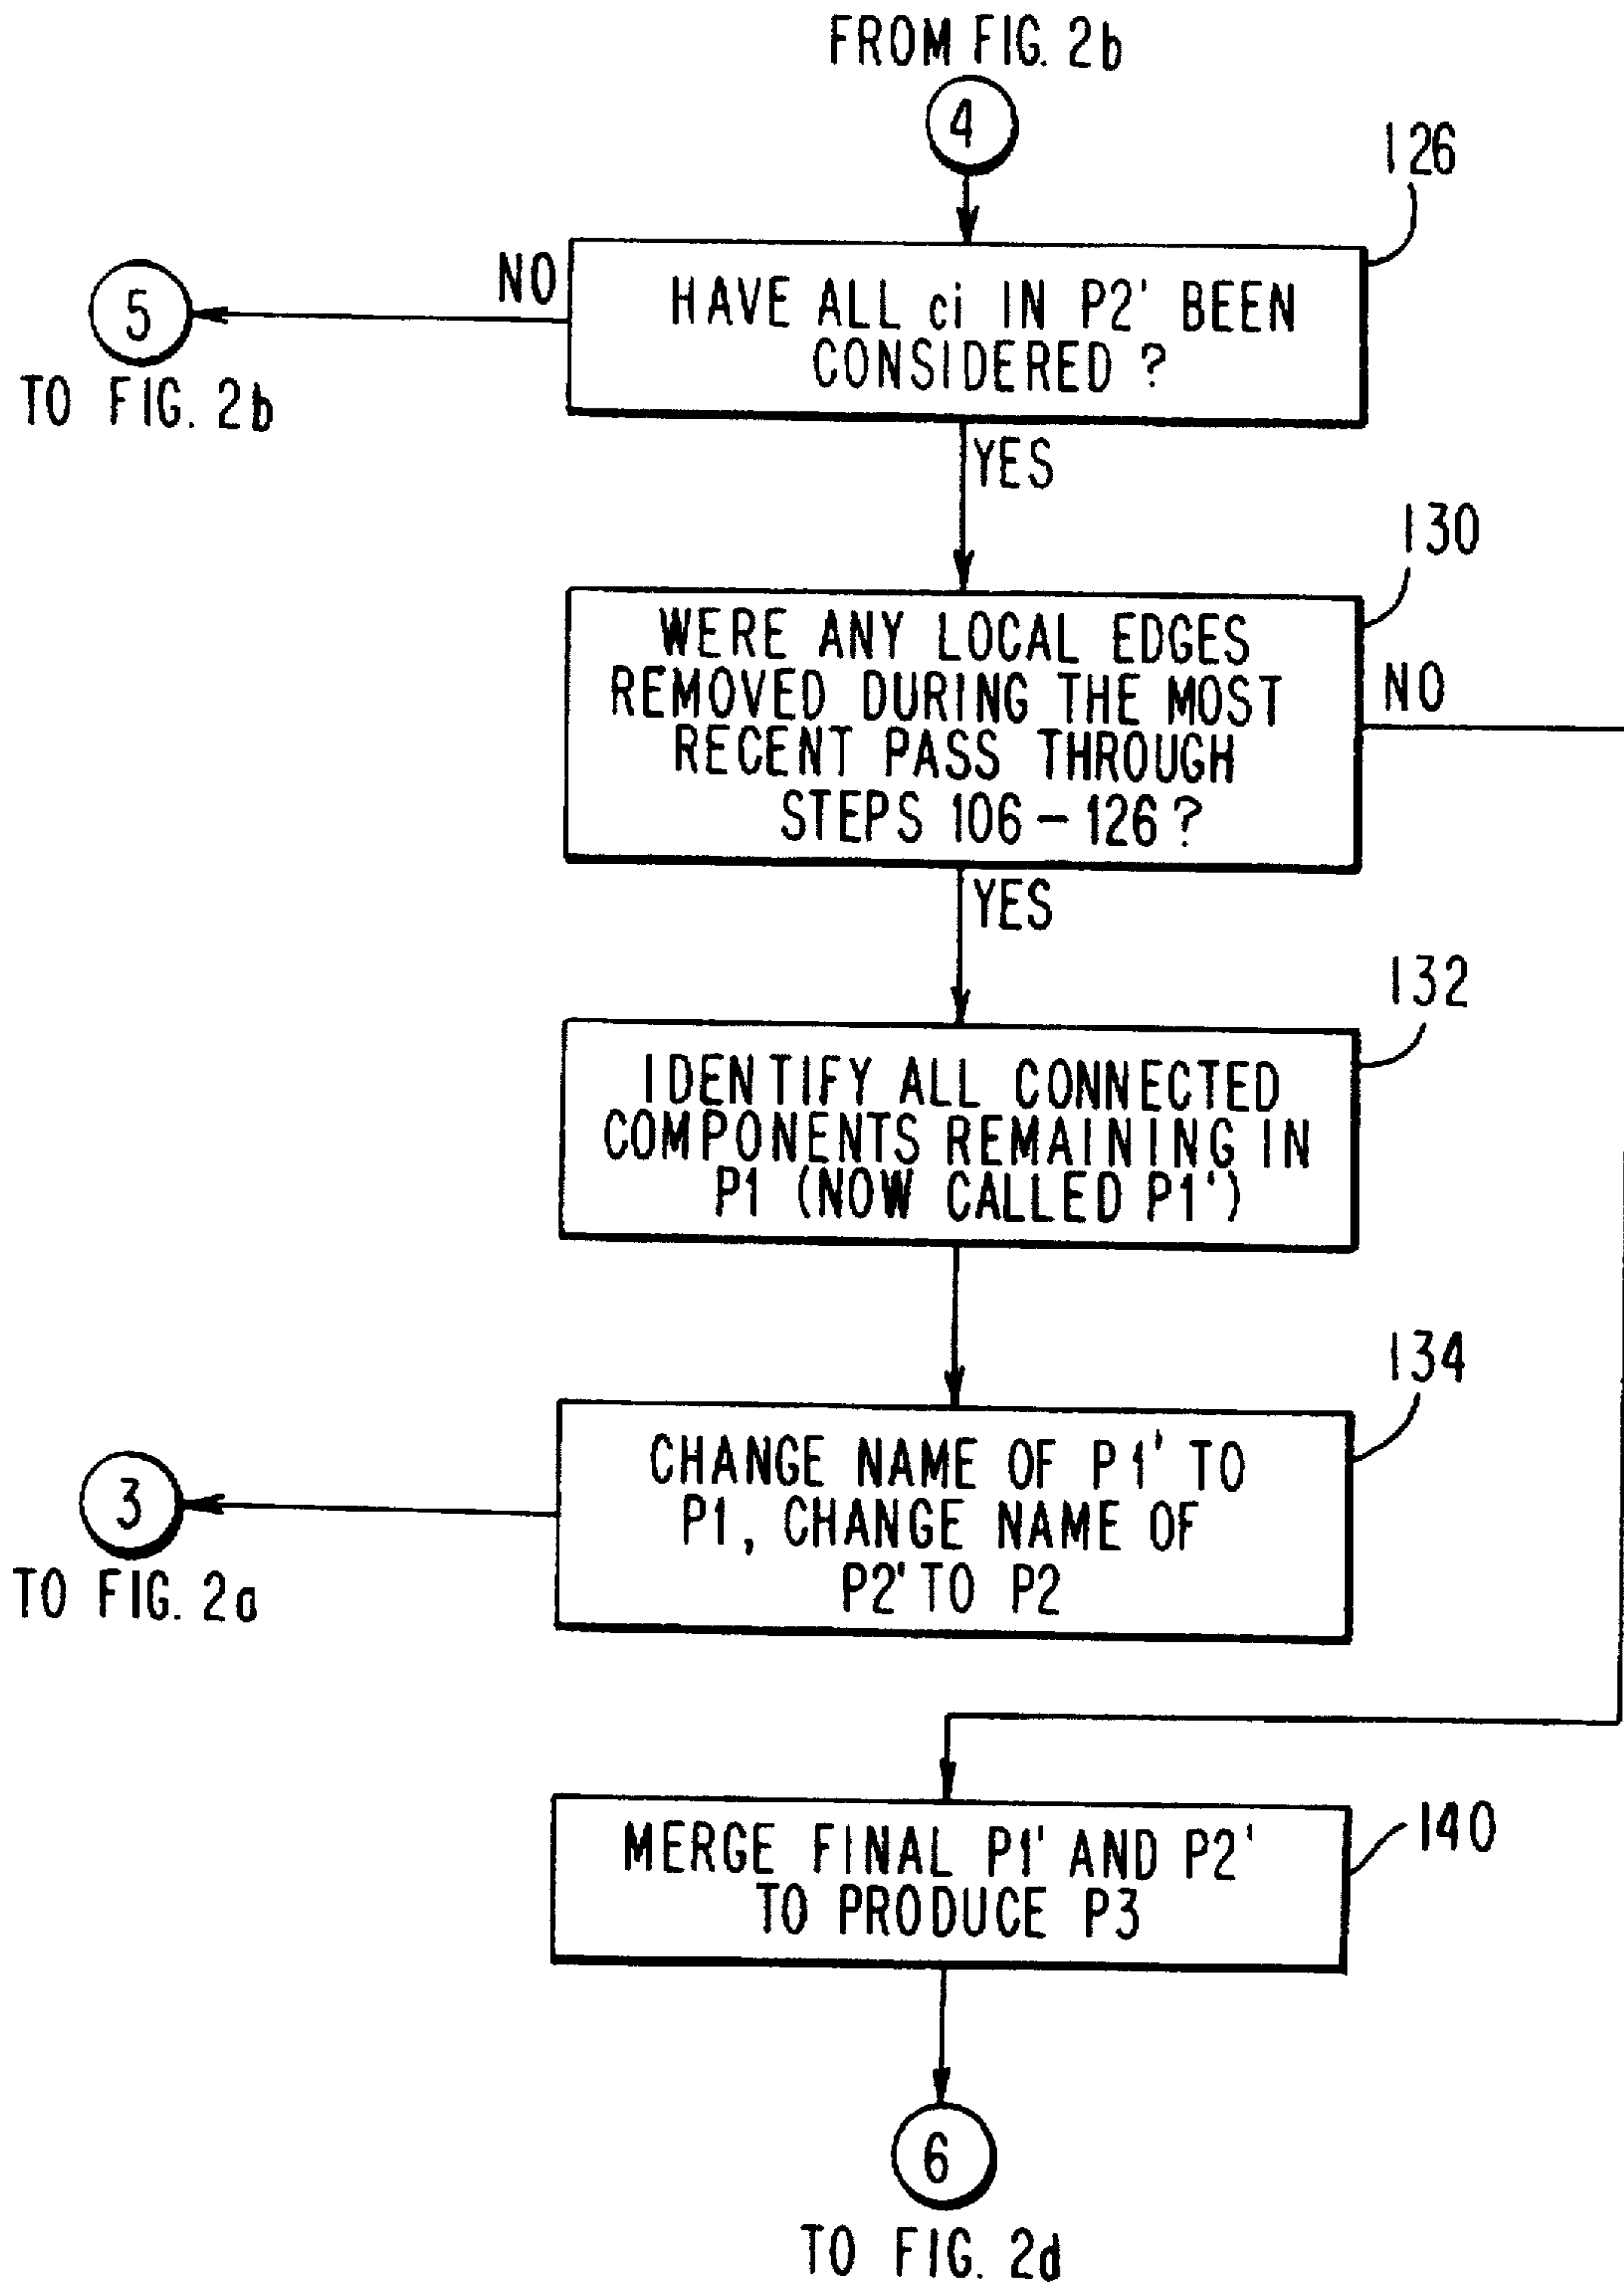 FROM FIG. 2b
4
126
HAVE ALL ci IN P2' BEEN
CONSIDERED ?
NO
5
TO FIG. 2b
YES
130
WERE ANY LOCAL EDGES
REMOVED DURING THE MOST
RECENT PASS THROUGH
STEPS 106 – 126 ?
NO
YES
132
IDENTIFY ALL CONNECTED
COMPONENTS REMAINING IN
P1 (NOW CALLED P1')
134
CHANGE NAME OF P1' TO
P1, CHANGE NAME OF
P2' TO P2
3
TO FIG. 2a
140
MERGE FINAL P1' AND P2'
TO PRODUCE P3
6
TO FIG. 2d